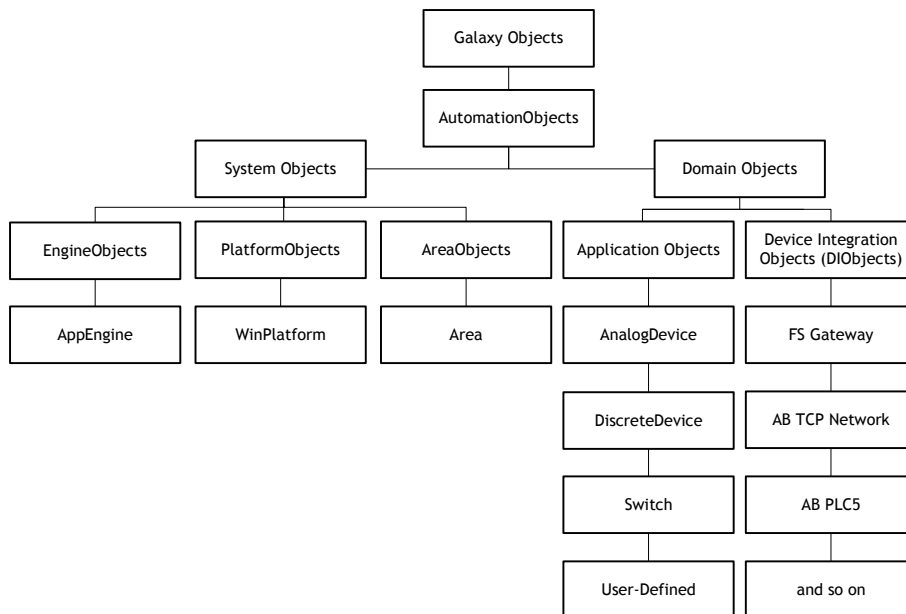 Galaxy Objects
AutomationObjects
System Objects
Domain Objects
EngineObjects
PlatformObjects
AreaObjects
Application Objects
Device Integration
Objects (DIObjects)
AppEngine
WinPlatform
Area
AnalogDevice
FS Gateway
DiscreteDevice
AB TCP Network
Switch
AB PLC5
User-Defined
and so on